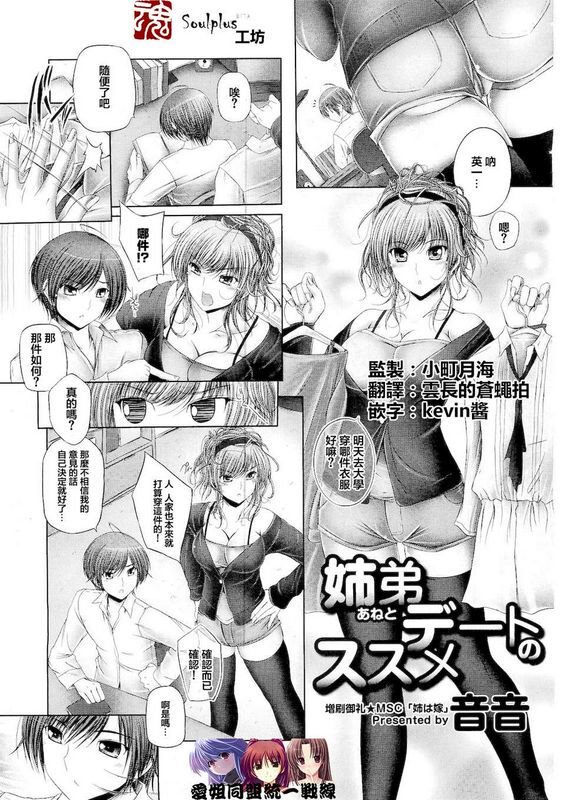 魂
Soulplus BETA
工坊
吶
英一…
嗯?
唉?
隨便了吧
明天去大學
穿哪件衣服
好嘛?
監製:小町月海
翻譯:雲長的蒼蠅拍
嵌字:kevin醬
哪件!?
那
那件如何?
真的嗎?
人 人家也本來就
打算穿這件的!
那麼不相信我的
意見的話
自己決定就好了…
確認而已
確認!
啊是嗎…
姉弟
あねと
デートの
ススメ
増刷御礼★MSC「姉は嫁」
Presented by
音音
愛姐同盟統一戰線